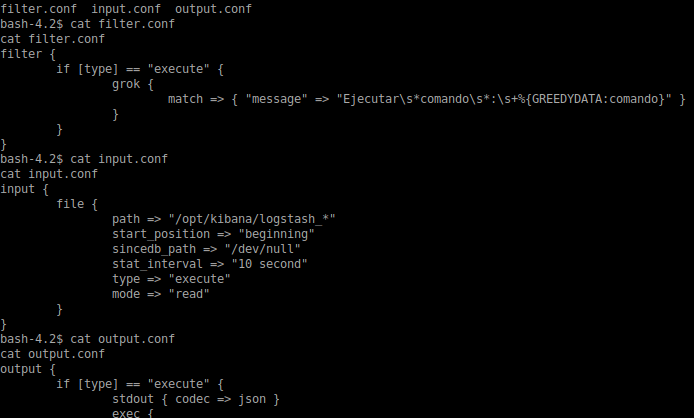 filter.conf  input.conf  output.conf
bash-4.2$ cat filter.conf
cat filter.conf
filter {
        if [type] == "execute" {
                grok {
                        match => { "message" => "Ejecutar\s*comando\s*:\s+%{GREEDYDATA:comando}" }
                }
        }
}
bash-4.2$ cat input.conf
cat input.conf
input {
        file {
                path => "/opt/kibana/logstash_*"
                start_position => "beginning"
                sincedb_path => "/dev/null"
                stat_interval => "10 second"
                type => "execute"
                mode => "read"
        }
}
bash-4.2$ cat output.conf
cat output.conf
output {
        if [type] == "execute" {
                stdout { codec => json }
                exec {